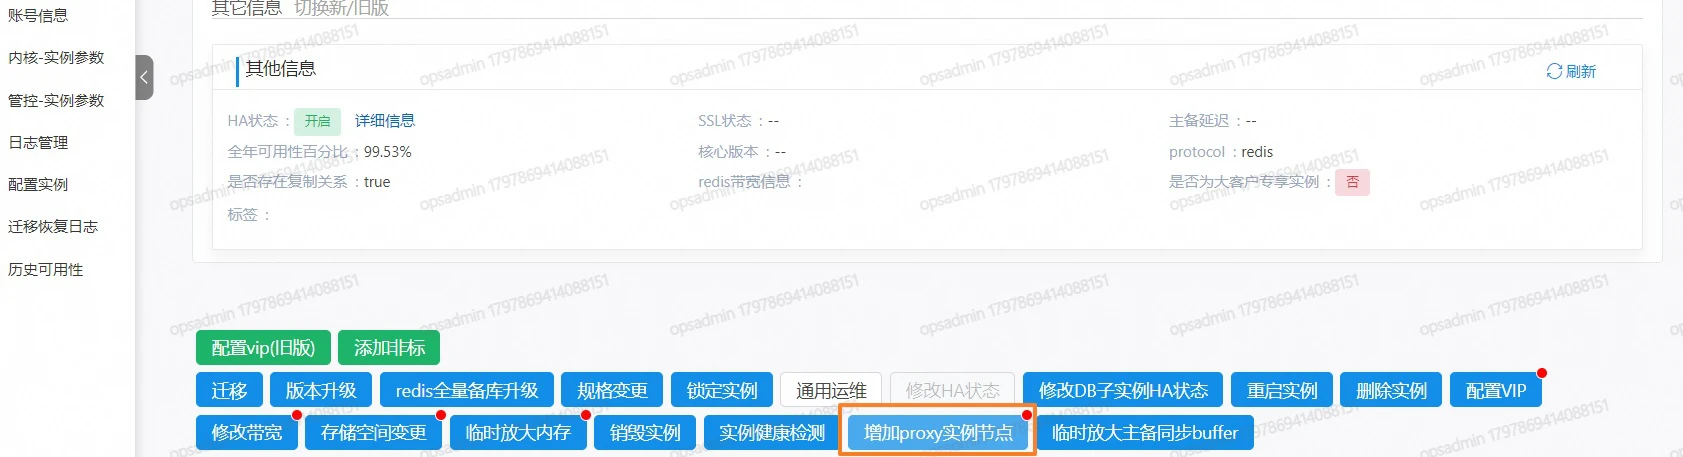 账号信息
内核-实例参数
管控-实例参数
日志管理
配置实例
迁移恢复日志
历史可用性
其它信息 切换新/旧版
其他信息
刷新
HA状态 : 开启 详细信息
SSL状态 : --
主备延迟 : --
全年可用性百分比 : 99.53%
核心版本 : --
protocol : redis
是否存在复制关系 : true
redis带宽信息 :
是否为大客户专享实例 : 否
标签 :
配置vip(旧版) 添加非标
迁移 版本升级 redis全量备库升级 规格变更 锁定实例 通用运维 修改HA状态 修改DB子实例HA状态 重启实例 删除实例 配置VIP
修改带宽 存储空间变更 临时放大内存 销毁实例 实例健康检测 增加proxy实例节点 临时放大主备同步buffer
opsadmin 1797869414088151